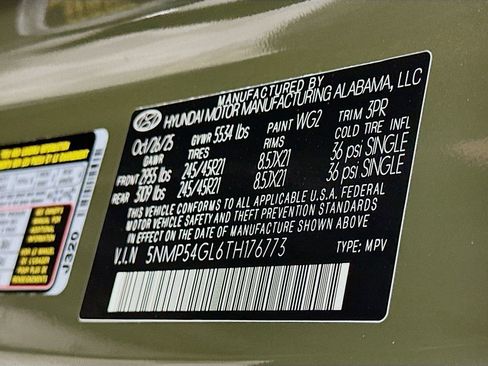 MANUFACTURED BY
HYUNDAI MOTOR MANUFACTURING ALABAMA, LLC
Oct/26/25 GVWR 5534 lbs PAINT WG2 TRIM 3PR
GAWR TIRES RIMS COLD TIRE INFL
FRONT 2955 lbs 245/45R21 8.5JX21 36 psi SINGLE
REAR 3109 lbs 245/45R21 8.5JX21 36 psi SINGLE
THIS VEHICLE CONFORMS TO ALL APPLICABLE U.S.A. FEDERAL
MOTOR VEHICLE SAFETY AND THEFT PREVENTION STANDARDS
IN EFFECT ON THE DATE OF MANUFACTURE SHOWN ABOVE.
V.I.N 5NMP54GL6TH176773 TYPE: MPV
J320